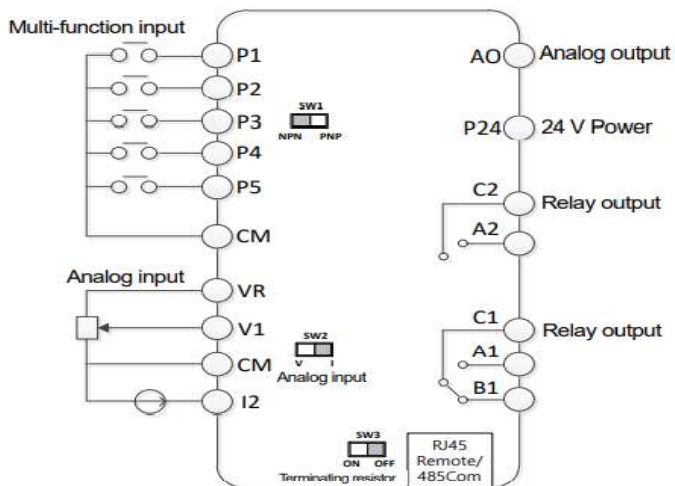 Multi-function input
P1
P2
P3
P4
P5
CM
Analog input
VR
V1
CM
I2
SW1
NPN PNP
SW2
V I
Analog input
SW3
ON OFF
Terminating resistor
RJ45
Remote/
485Com
AO Analog output
P24 24 V Power
C2 Relay output
A2
C1 Relay output
A1
B1